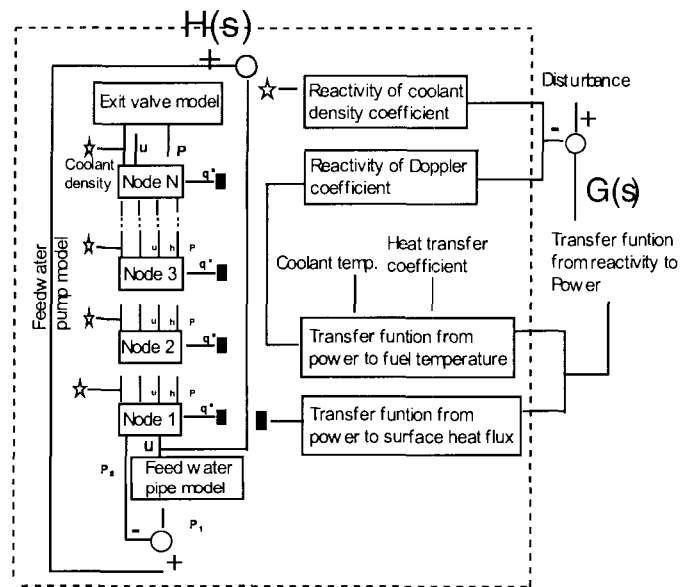 H(s)
+
Exit valve model
u
P
Coolant
density
Node N
q"
u
h
P
Node 3
q"
u
h
P
Node 2
q"
u
h
P
Node 1
q"
u
P₂
Feed water
pipe model
P₁
-
+
Feedwater
pump model
Reactivity of coolant
density coefficient
Reactivity of Doppler
coefficient
Coolant temp.
Heat transfer
coefficient
Transfer funtion from
power to fuel temperature
Transfer funtion from
power to surface heat flux
Disturbance
+
-
G(s)
Transfer funtion
from reactivity to
Power